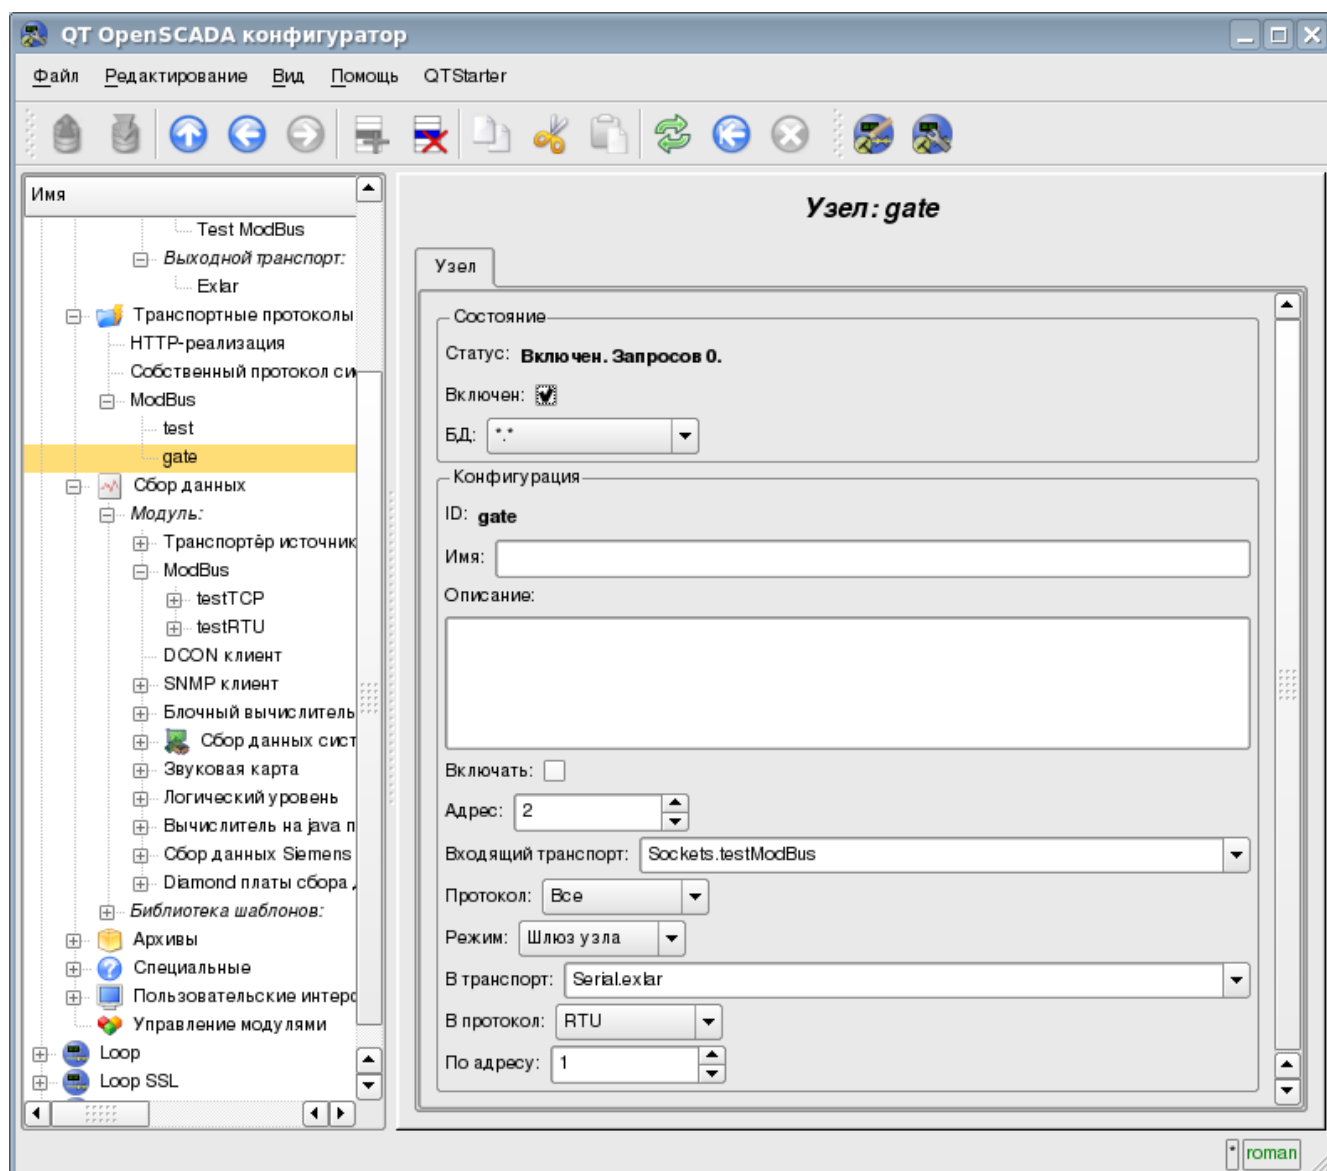 QT OpenSCADA конфигуратор
Файл Редактирование Вид Помощь QTStarter
Имя
Test ModBus
Выходной транспорт:
Exlar
Транспортные протоколы
HTTP-реализация
Собственный протокол си
ModBus
test
gate
Сбор данных
Модуль:
Транспортёр источник
ModBus
testTCP
testRTU
DCON клиент
SNMP клиент
Блочный вычислитель
Сбор данных сист
Звуковая карта
Логический уровень
Вычислитель на java п
Сбор данных Siemens
Diamond платы сбора
Библиотека шаблонов:
Архивы
Специальные
Пользовательские интерф
Управление модулями
Loop
Loop SSL
Узел: gate
Узел
Состояние
Статус: Включен. Запросов 0.
Включен:
БД: *.*
Конфигурация
ID: gate
Имя:
Описание:
Включать:
Адрес: 2
Входящий транспорт: Sockets.testModBus
Протокол: Все
Режим: Шлюз узла
В транспорт: Serial.exlar
В протокол: RTU
По адресу: 1
* roman